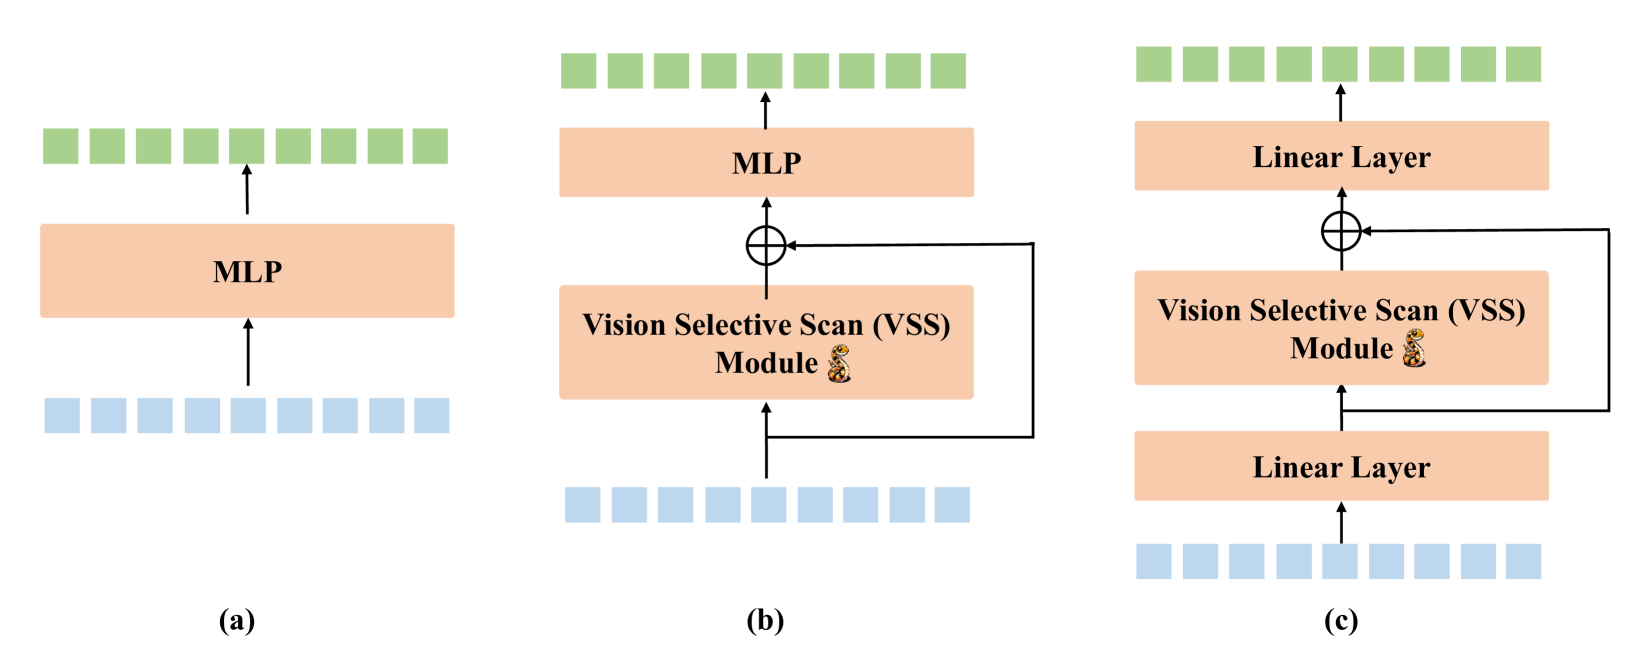 MLP
(a)
MLP
Vision Selective Scan (VSS)
Module
(b)
Linear Layer
Vision Selective Scan (VSS)
Module
Linear Layer
(c)